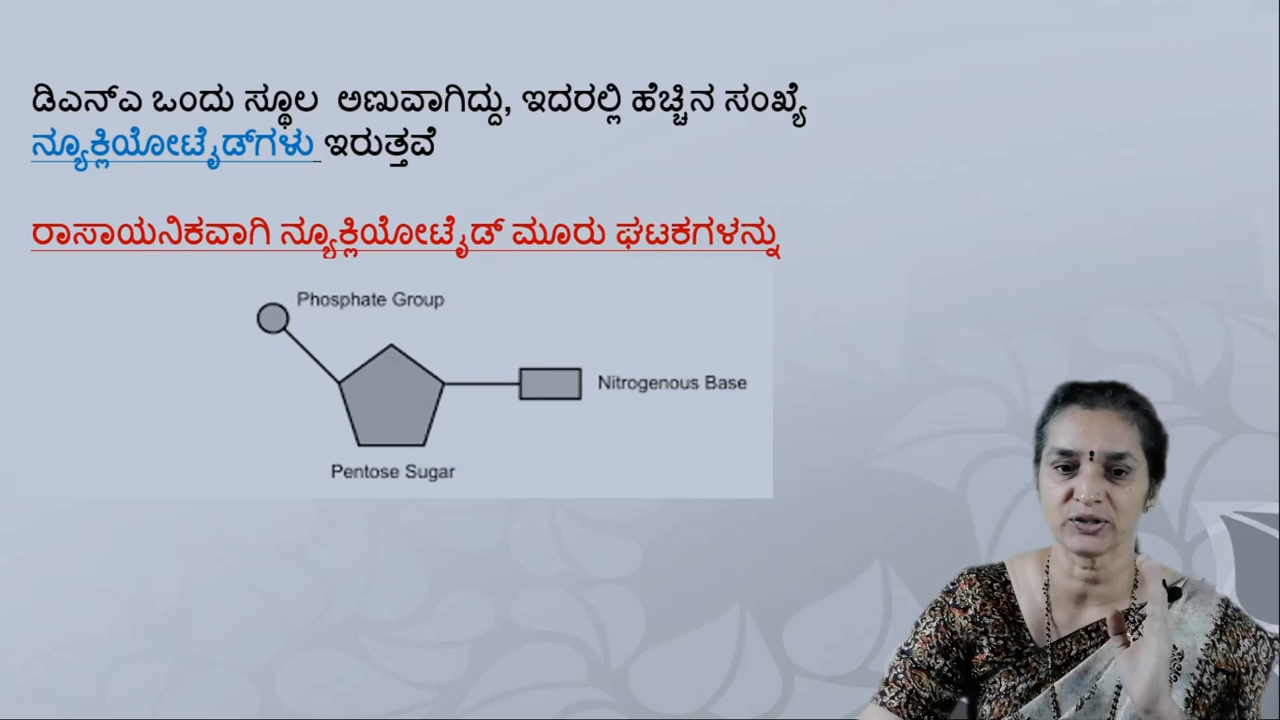 ಡಿಎನ್ಎ ಒಂದು ಸ್ಥೂಲ ಅಣುವಾಗಿದ್ದು, ಇದರಲ್ಲಿ ಹೆಚ್ಚಿನ ಸಂಖ್ಯೆ
ನ್ಯೂಕ್ಲಿಯೋಟೈಡ್‌ಗಳು ಇರುತ್ತವೆ
ರಾಸಾಯನಿಕವಾಗಿ ನ್ಯೂಕ್ಲಿಯೋಟೈಡ್ ಮೂರು ಘಟಕಗಳನ್ನು
Phosphate Group
Nitrogenous Base
Pentose Sugar